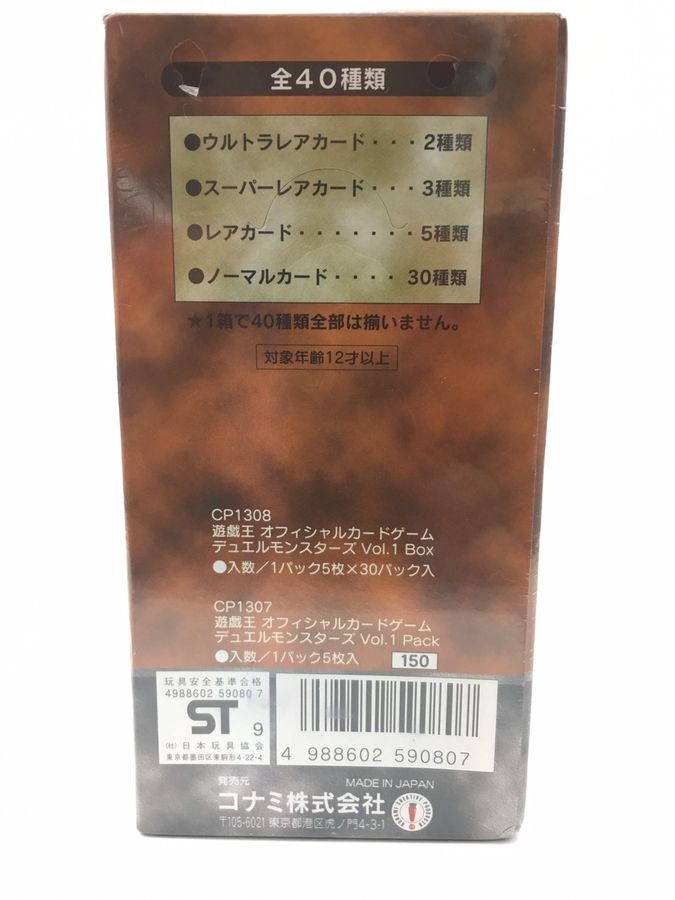 全40種類
●ウルトラレアカード・・・2種類
●スーパーレアカード・・・3種類
●レアカード・・・・・・・5種類
●ノーマルカード・・・・30種類
★1箱で40種類全部は揃いません。
対象年齢12才以上
CP1308
遊戯王 オフィシャルカードゲーム
デュエルモンスターズ Vol.1 Box
●入数/1パック5枚×30パック入
CP1307
遊戯王 オフィシャルカードゲーム
デュエルモンスターズ Vol.1 Pack
●入数/1パック5枚入 150
玩具安全基準合格
4988602 59080 7
ST 9
(社)日本玩具協会
東京都墨田区東駒形4-22-4
4 988602 590807
発売元
MADE IN JAPAN
コナミ株式会社
〒105-6021 東京都港区虎ノ門4-3-1